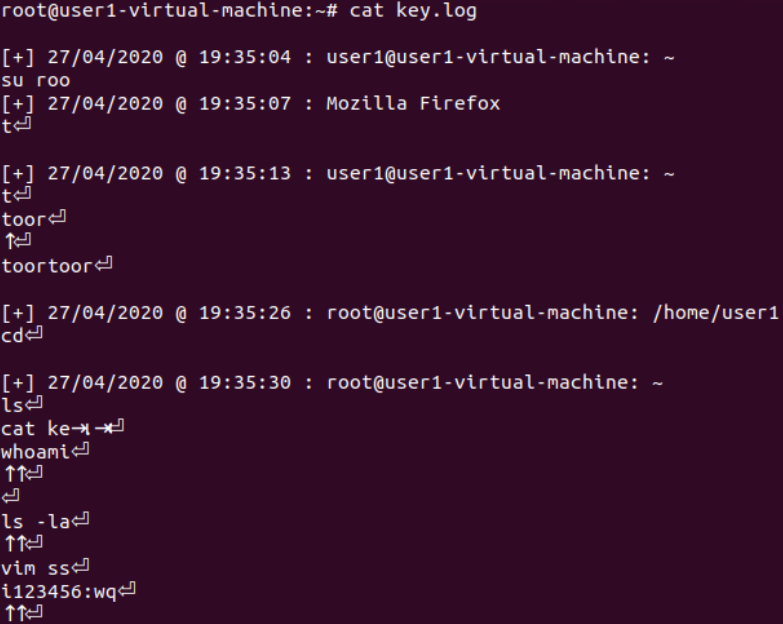 root@user1-virtual-machine:~# cat key.log
[+] 27/04/2020 @ 19:35:04 : user1@user1-virtual-machine: ~
su roo
[+] 27/04/2020 @ 19:35:07 : Mozilla Firefox
t⏎
[+] 27/04/2020 @ 19:35:13 : user1@user1-virtual-machine: ~
t⏎
toor⏎
↑⏎
toortoor⏎
[+] 27/04/2020 @ 19:35:26 : root@user1-virtual-machine: /home/user1
cd⏎
[+] 27/04/2020 @ 19:35:30 : root@user1-virtual-machine: ~
ls⏎
cat ke⇥⇥⏎
whoami⏎
↑↑⏎
⏎
ls -la⏎
↑↑⏎
vim ss⏎
i123456:wq⏎
↑↑⏎